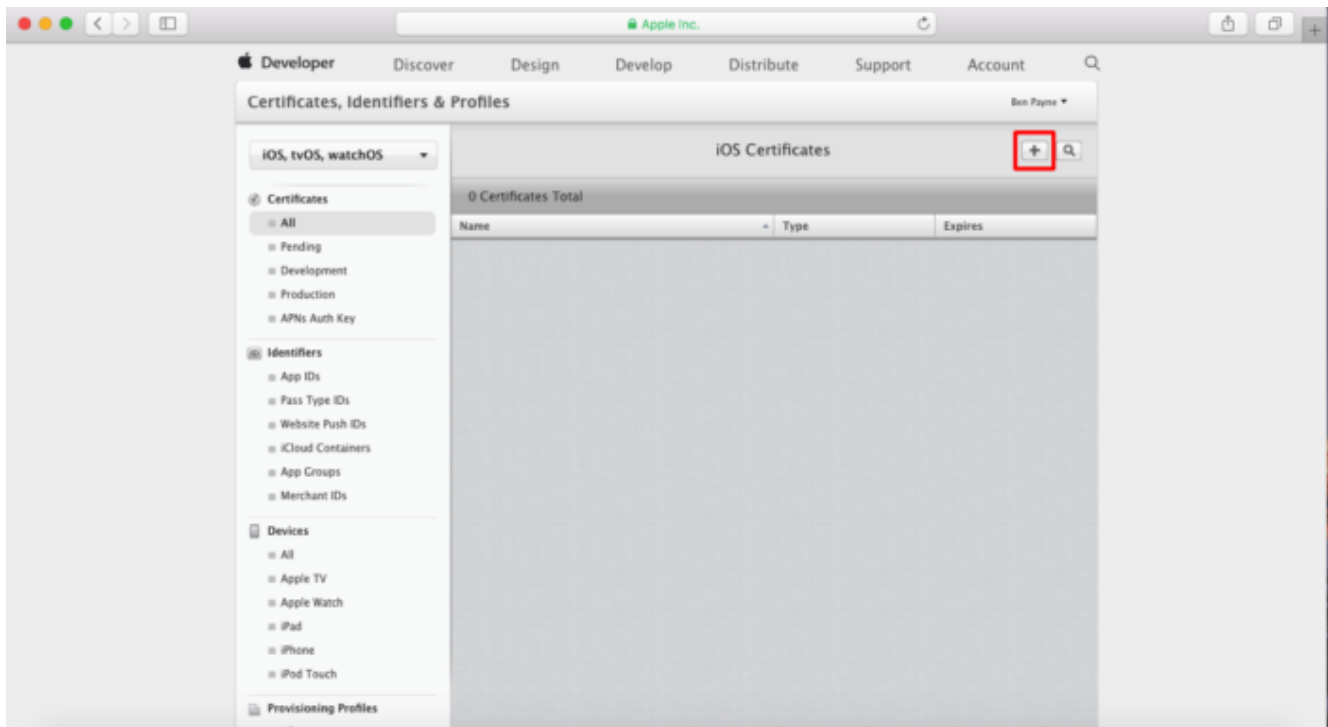 Apple Inc.
Developer Discover Design Develop Distribute Support Account
Certificates, Identifiers & Profiles Ben Payne
iOS, tvOS, watchOS
iOS Certificates
Certificates
0 Certificates Total
All
Name Type Expires
Pending
Development
Production
APNs Auth Key
Identifiers
App IDs
Pass Type IDs
Website Push IDs
iCloud Containers
App Groups
Merchant IDs
Devices
All
Apple TV
Apple Watch
iPad
iPhone
iPod Touch
Provisioning Profiles